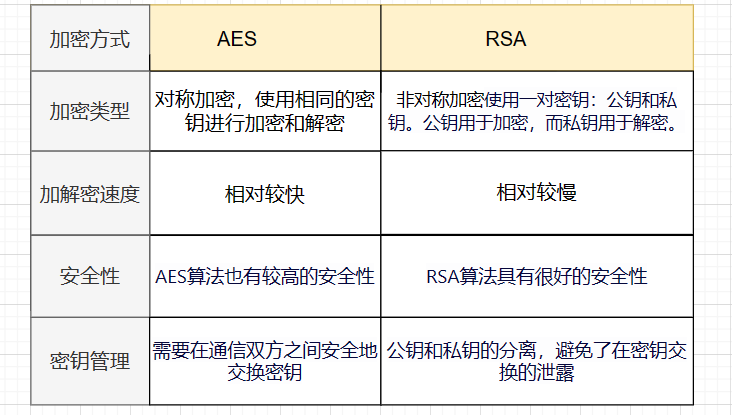 加密方式
AES
RSA
加密类型
对称加密，使用相同的密
钥进行加密和解密
非对称加密使用一对密钥：公钥和私
钥。公钥用于加密，而私钥用于解密。
加解密速度
相对较快
相对较慢
安全性
AES算法也有较高的安全性
RSA算法具有很好的安全性
密钥管理
需要在通信双方之间安全地
交换密钥
公钥和私钥的分离，避免了在密钥交
换的泄露